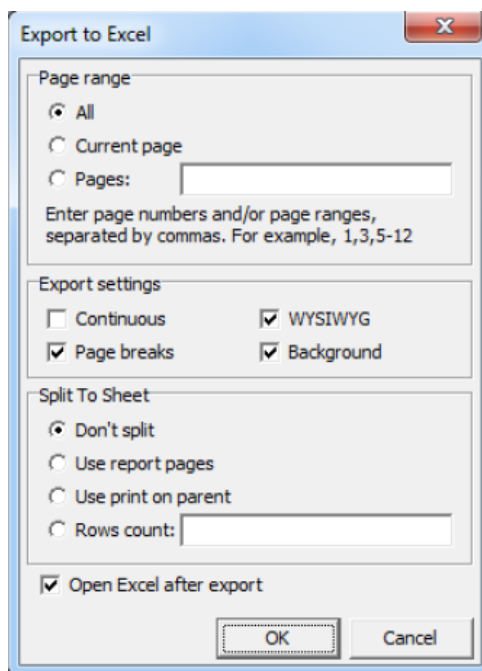 Export to Excel
Page range
All
Current page
Pages:
Enter page numbers and/or page ranges,
separated by commas. For example, 1,3,5-12
Export settings
Continuous
WYSIWYG
Page breaks
Background
Split To Sheet
Don't split
Use report pages
Use print on parent
Rows count:
Open Excel after export
OK
Cancel